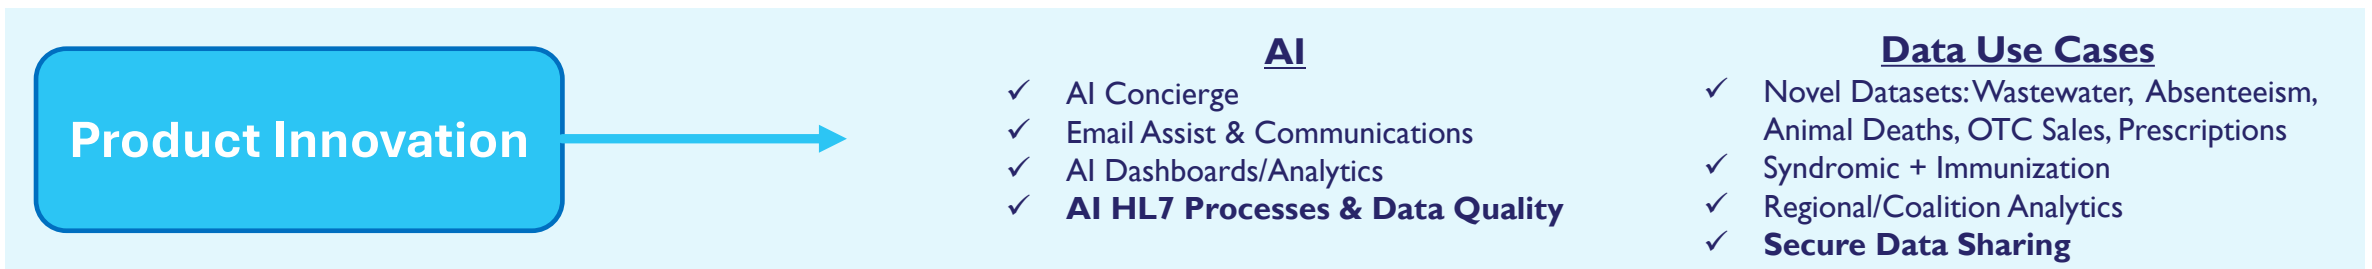 Product Innovation
AI
✓ AI Concierge
✓ Email Assist & Communications
✓ AI Dashboards/Analytics
✓ AI HL7 Processes & Data Quality
Data Use Cases
✓ Novel Datasets: Wastewater, Absenteeism,
Animal Deaths, OTC Sales, Prescriptions
✓ Syndromic + Immunization
✓ Regional/Coalition Analytics
✓ Secure Data Sharing